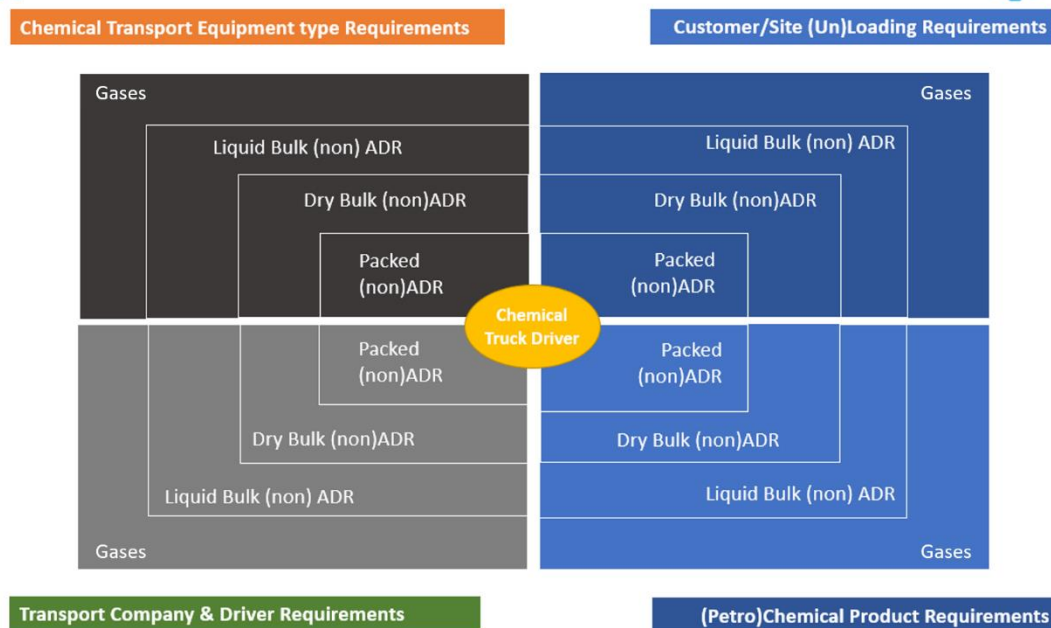 Chemical Transport Equipment type Requirements
Customer/Site (Un)Loading Requirements
Gases
Gases
Liquid Bulk (non) ADR
Liquid Bulk (non) ADR
Dry Bulk (non)ADR
Dry Bulk (non)ADR
Packed
(non)ADR
Packed
(non)ADR
Chemical
Truck Driver
Packed
(non)ADR
Packed
(non)ADR
Dry Bulk (non)ADR
Dry Bulk (non)ADR
Liquid Bulk (non) ADR
Liquid Bulk (non) ADR
Gases
Gases
Transport Company & Driver Requirements
(Petro)Chemical Product Requirements